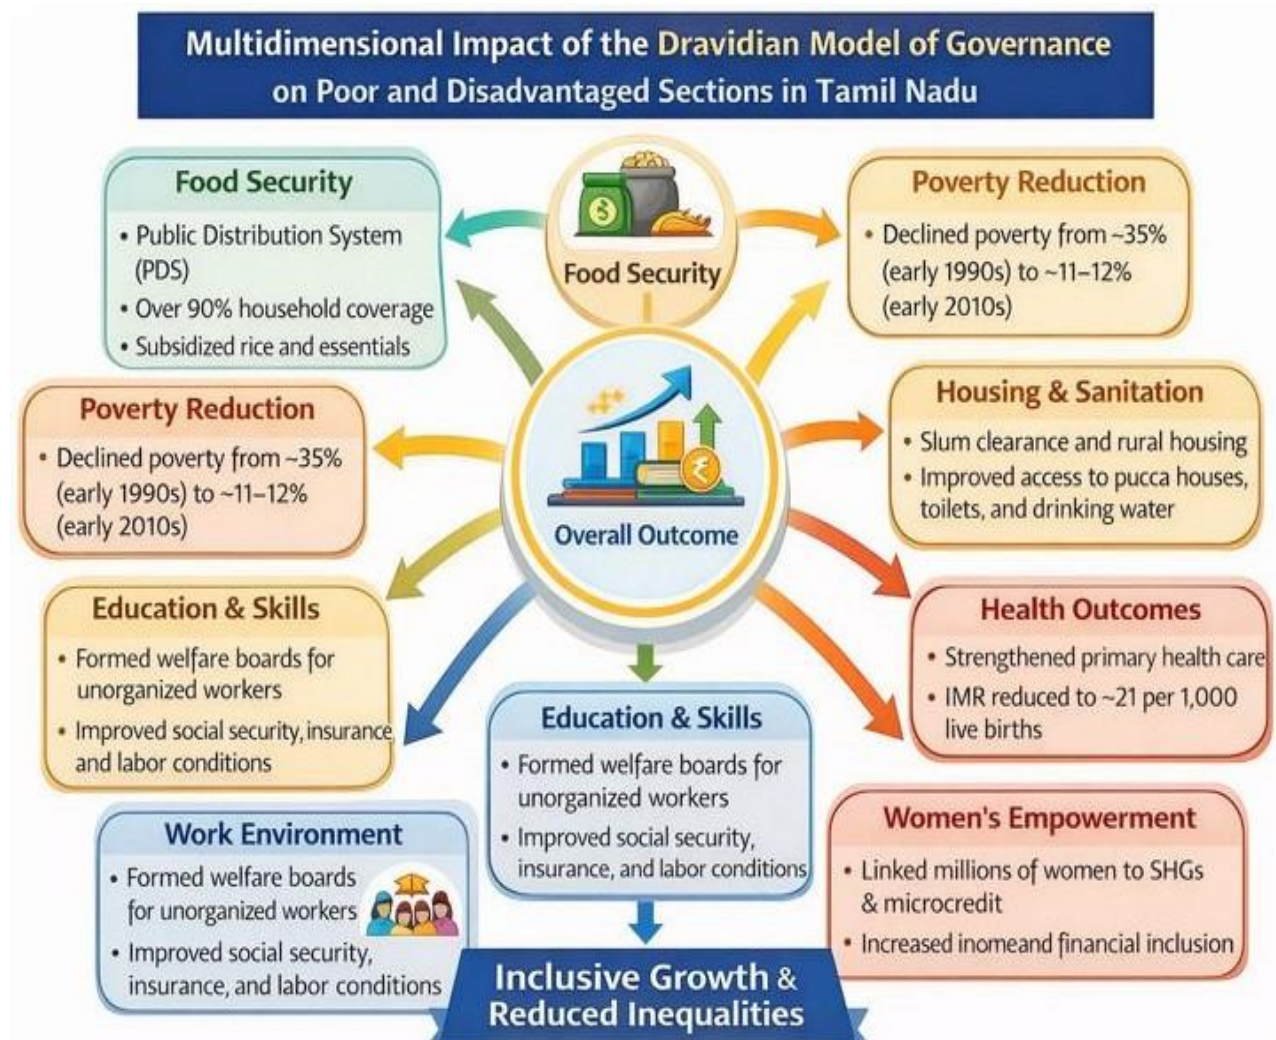 Multidimensional Impact of the Dravidian Model of Governance
on Poor and Disadvantaged Sections in Tamil Nadu
Food Security
• Public Distribution System
(PDS)
• Over 90% household coverage
• Subsidized rice and essentials
$
Food Security
Poverty Reduction
• Declined poverty from ~35%
(early 1990s) to ~11–12%
(early 2010s)
Poverty Reduction
• Declined poverty from ~35%
(early 1990s) to ~11–12%
(early 2010s)
₹
Overall Outcome
Housing & Sanitation
• Slum clearance and rural housing
• Improved access to pucca houses,
toilets, and drinking water
Education & Skills
• Formed welfare boards for
unorganized workers
• Improved social security, insurance,
and labor conditions
Health Outcomes
• Strengthened primary health care
• IMR reduced to ~21 per 1,000
live births
Education & Skills
• Formed welfare boards for
unorganized workers
• Improved social security,
insurance, and labor conditions
Work Environment
• Formed welfare boards
for unorganized workers
• Improved social security,
insurance, and labor conditions
Women's Empowerment
• Linked millions of women to SHGs
& microcredit
• Increased inomeand financial inclusion
Inclusive Growth &
Reduced Inequalities